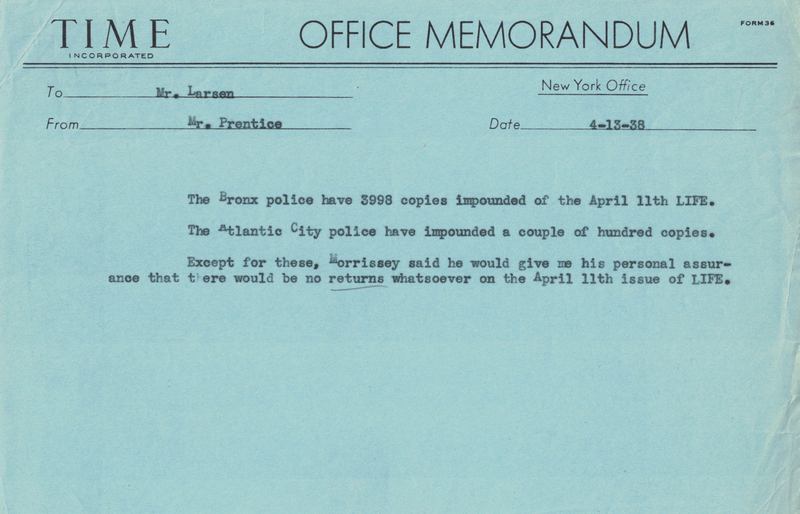 TIME
INCORPORATED
OFFICE MEMORANDUM
FORM 36
To Mr. Larsen
New York Office
From Mr. Prentice
Date 4-13-38
The Bronx police have 3998 copies impounded of the April 11th LIFE.
The Atlantic City police have impounded a couple of hundred copies.
Except for these, Morrissey said he would give me his personal assur-
ance that there would be no returns whatsoever on the April 11th issue of LIFE.